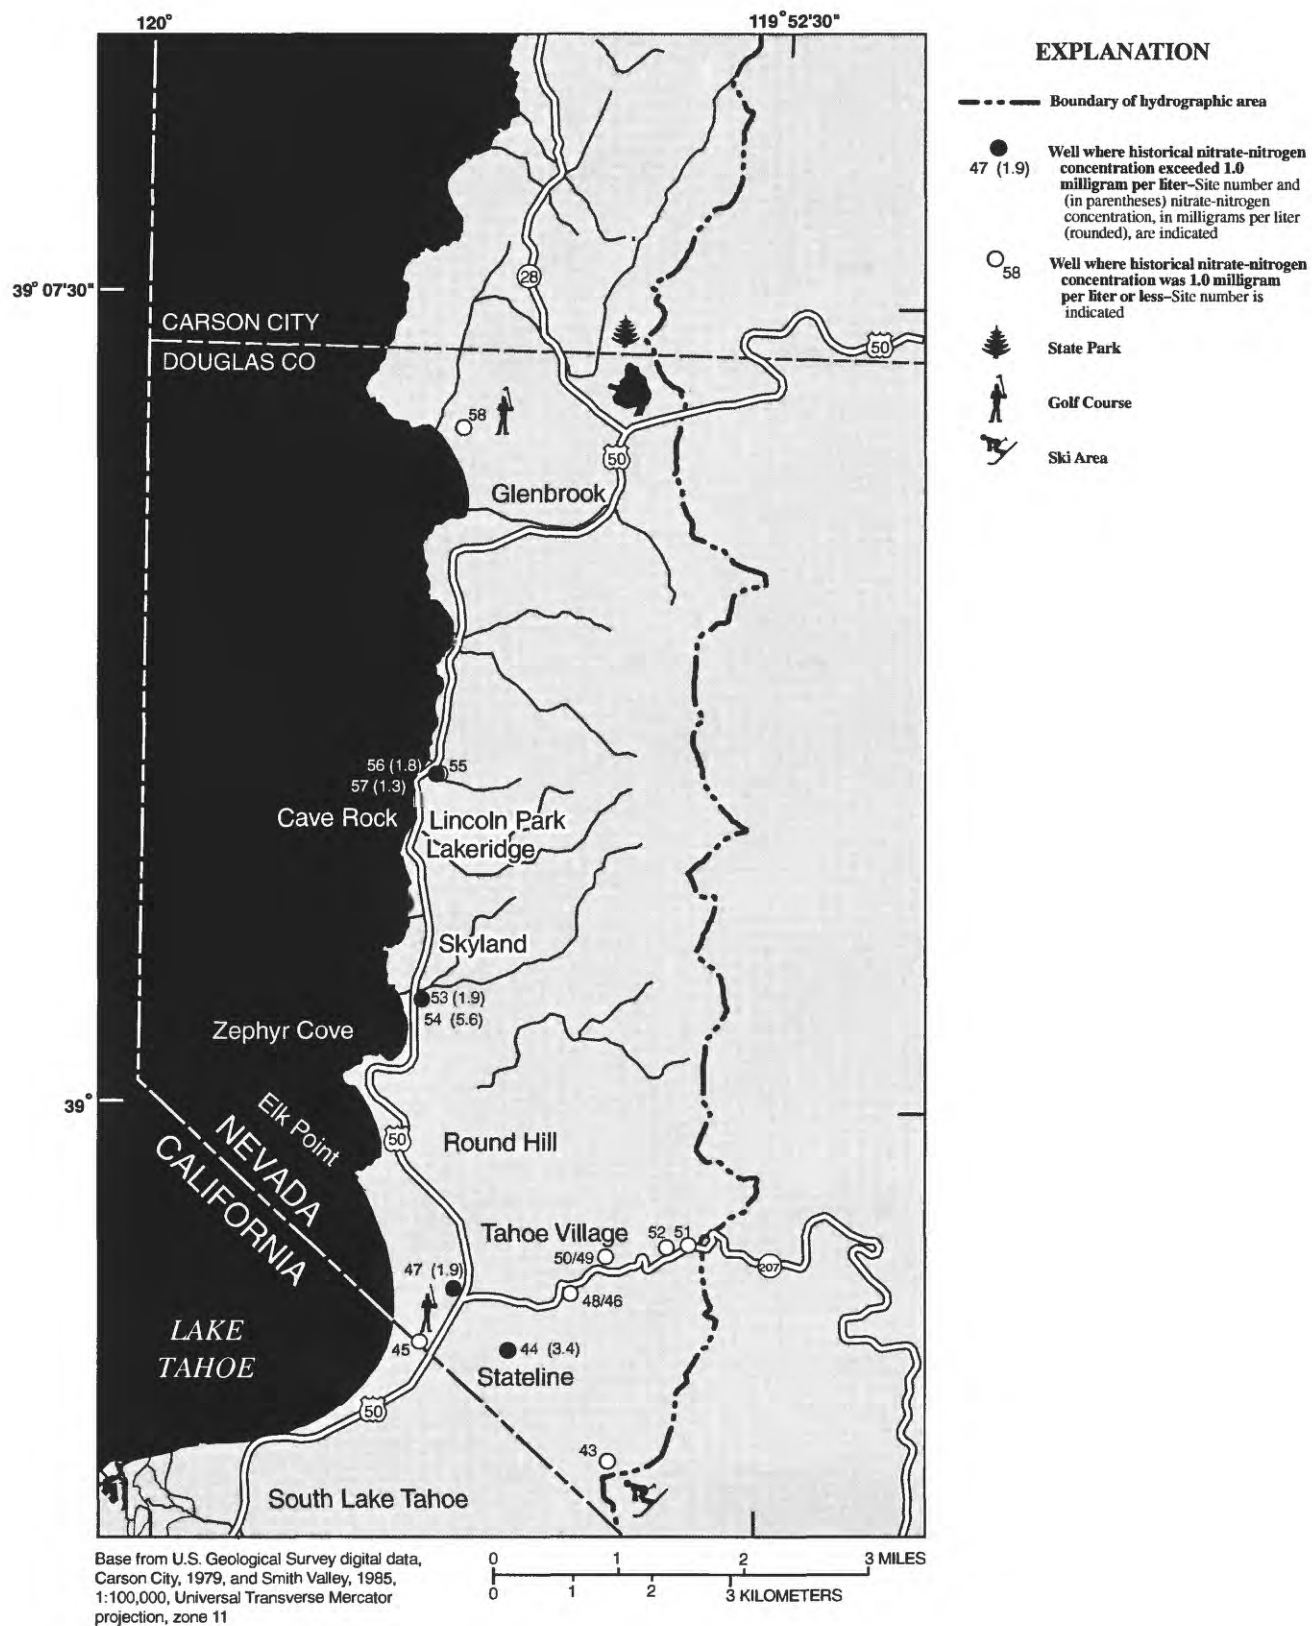 120°
119°52'30"
EXPLANATION
Boundary of hydrographic area
47 (1.9)
Well where historical nitrate-nitrogen
concentration exceeded 1.0
milligram per liter–Site number and
(in parentheses) nitrate-nitrogen
concentration, in milligrams per liter
(rounded), are indicated
58
Well where historical nitrate-nitrogen
concentration was 1.0 milligram
per liter or less–Site number is
indicated
State Park
Golf Course
Ski Area
28
39° 07'30"
CARSON CITY
DOUGLAS CO
50
58
50
Glenbrook
56 (1.8)
55
57 (1.3)
Cave Rock
Lincoln Park
Lakeridge
Skyland
53 (1.9)
54 (5.6)
Zephyr Cove
39°
Elk Point
NEVADA
CALIFORNIA
50
Round Hill
Tahoe Village
52
51
50/49
207
47 (1.9)
48/46
LAKE
TAHOE
45
44 (3.4)
Stateline
50
43
South Lake Tahoe
Base from U.S. Geological Survey digital data,
Carson City, 1979, and Smith Valley, 1985,
1:100,000, Universal Transverse Mercator
projection, zone 11
0 1 2 3 MILES
0 1 2 3 KILOMETERS